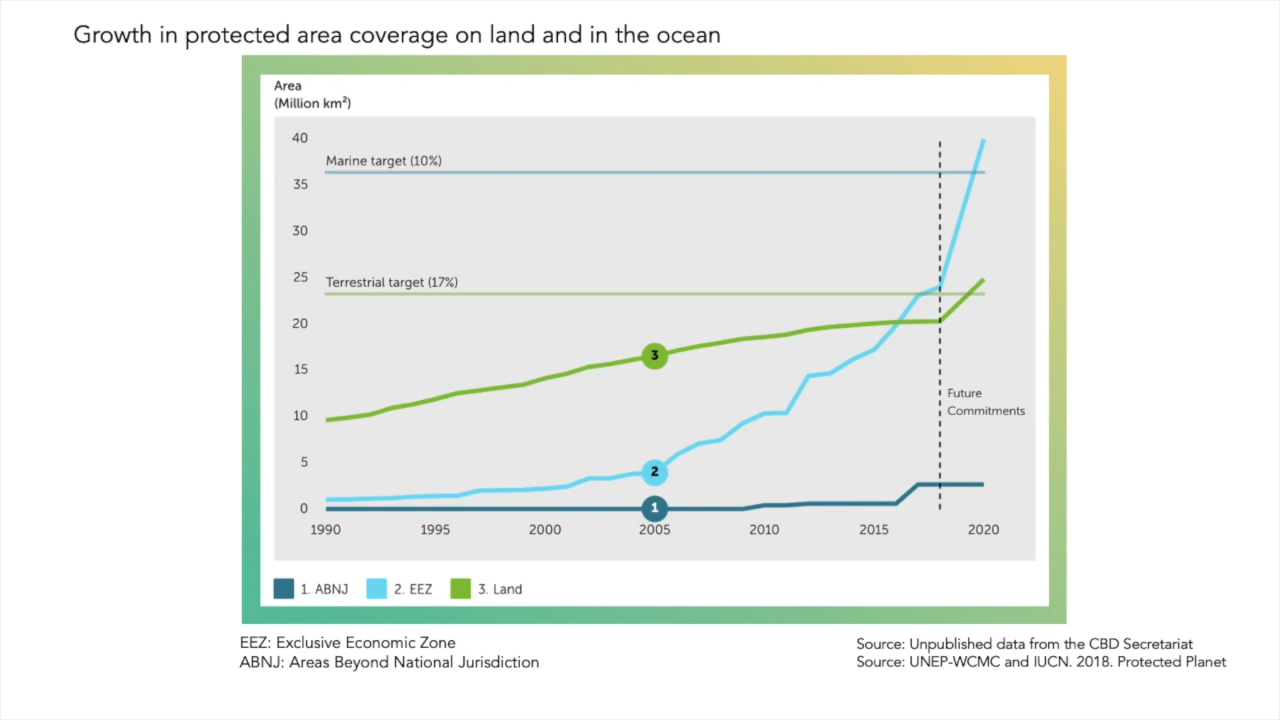 Growth in protected area coverage on land and in the ocean
Area
(Million km²)
40
Marine target (10%)
35
30
25
Terrestrial target (17%)
20
3
15
Future
10
Commitments
5
2
0
1
1990 1995 2000 2005 2010 2015 2020
1. ABNJ 2. EEZ 3. Land
EEZ: Exclusive Economic Zone
ABNJ: Areas Beyond National Jurisdiction
Source: Unpublished data from the CBD Secretariat
Source: UNEP-WCMC and IUCN. 2018. Protected Planet